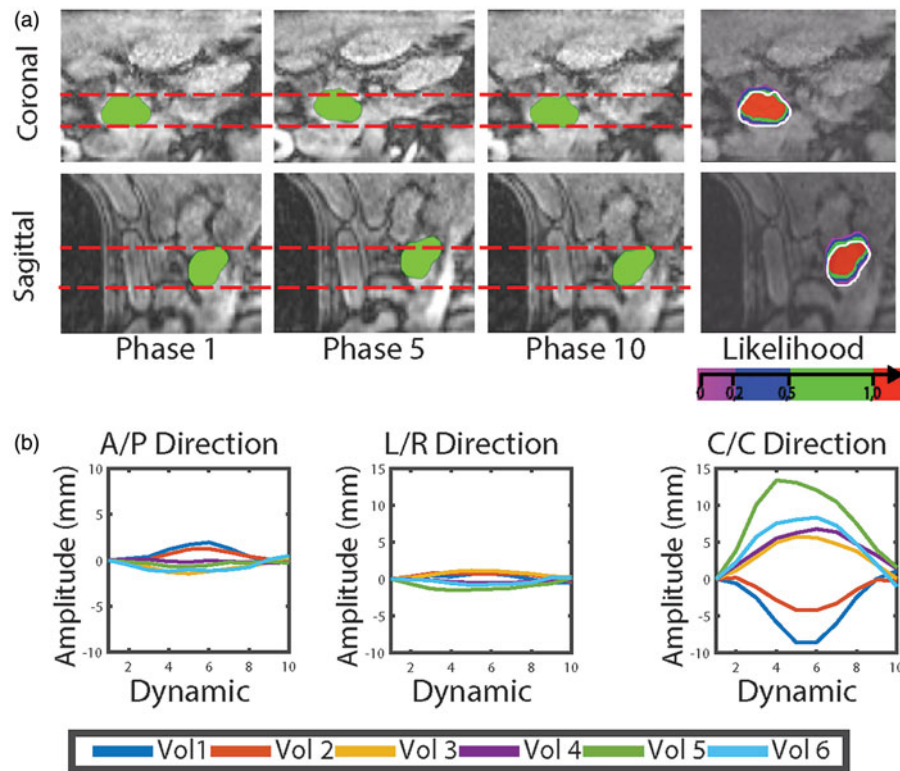 (a)
Coronal
Sagittal
Phase 1 Phase 5 Phase 10 Likelihood
0 0,2 0,5 1,0
(b)
A/P Direction L/R Direction C/C Direction
Amplitude (mm)
10
5
0
-5
-10
2 4 6 8 10
Dynamic
Amplitude (mm)
15
10
5
0
-5
-10
2 4 6 8 10
Dynamic
Amplitude (mm)
15
10
5
0
-5
-10
2 4 6 8 10
Dynamic
Vol1 Vol 2 Vol 3 Vol 4 Vol 5 Vol 6